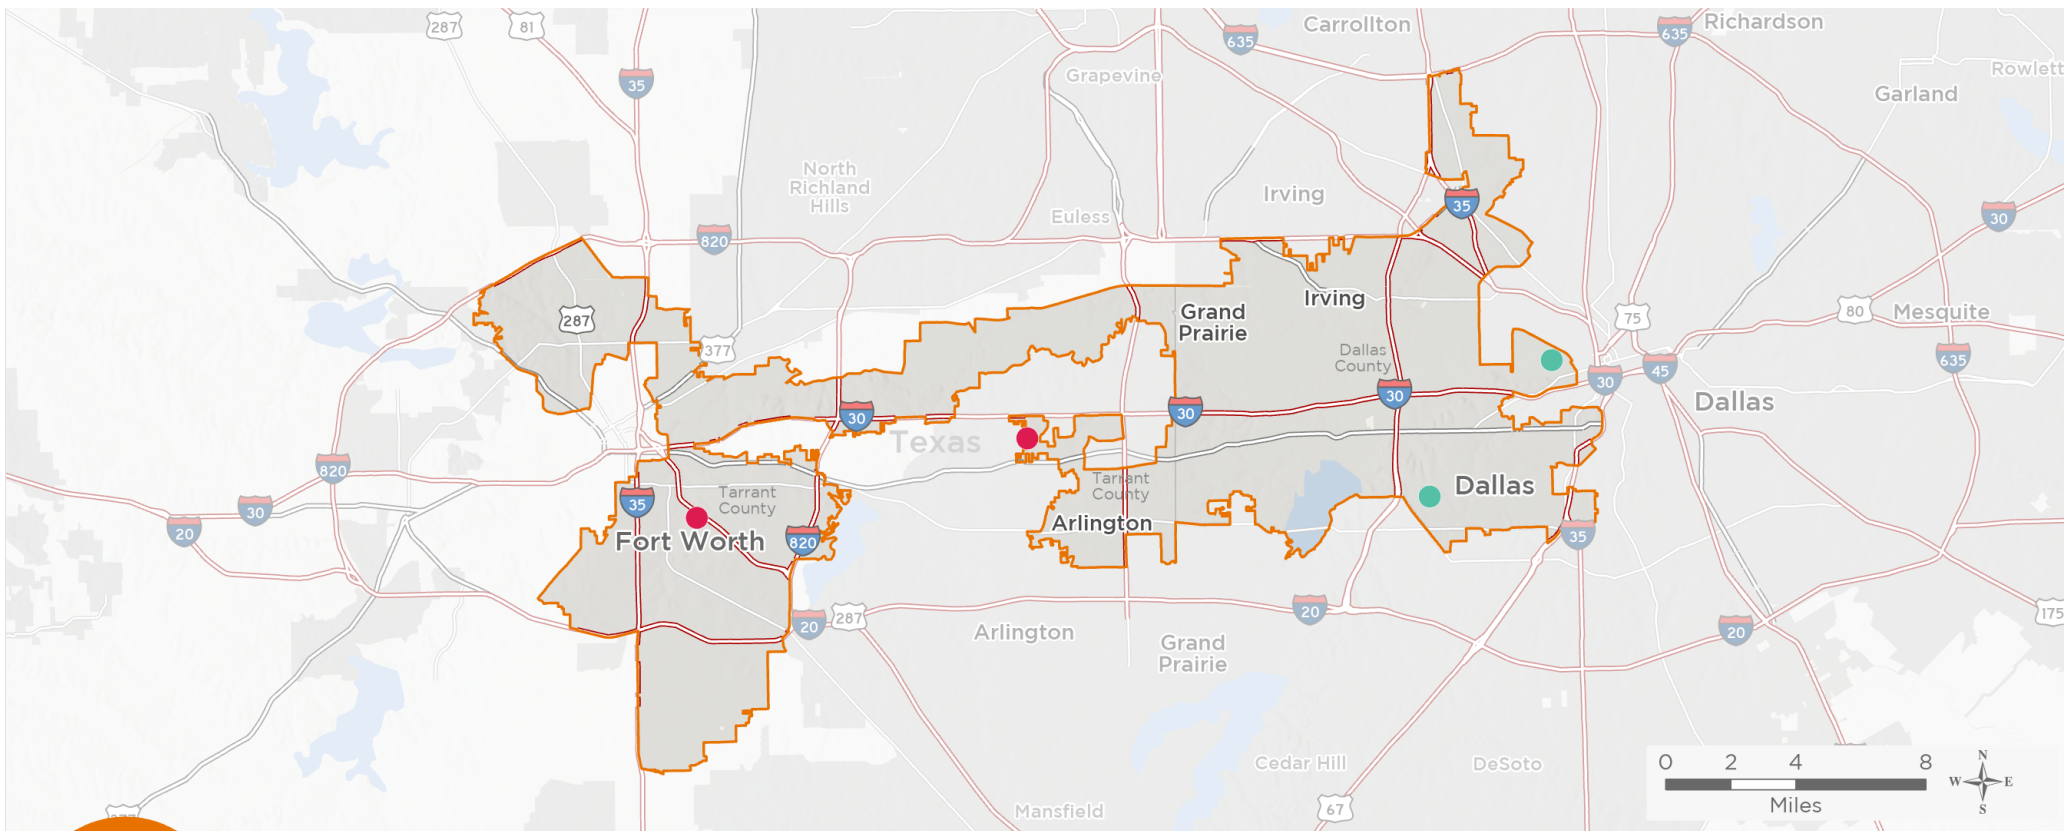 287
81
35
635
Carrollton
635
Richardson
Grapevine
Rowlett
Garland
North
Richland
Hills
Irving
35
30
Euless
820
287
377
Grand
Prairie
Irving
75
80
Mesquite
Dallas
County
635
45
30
30
30
30
Dallas
Texas
820
30
20
35
Tarrant
County
Tarrant
County
Dallas
Arlington
Fort Worth
820
35
20
287
Arlington
Grand
Prairie
20
20
175
Cedar Hill
DeSoto
Mansfield
67
0 2 4 8
Miles
N
W E
S